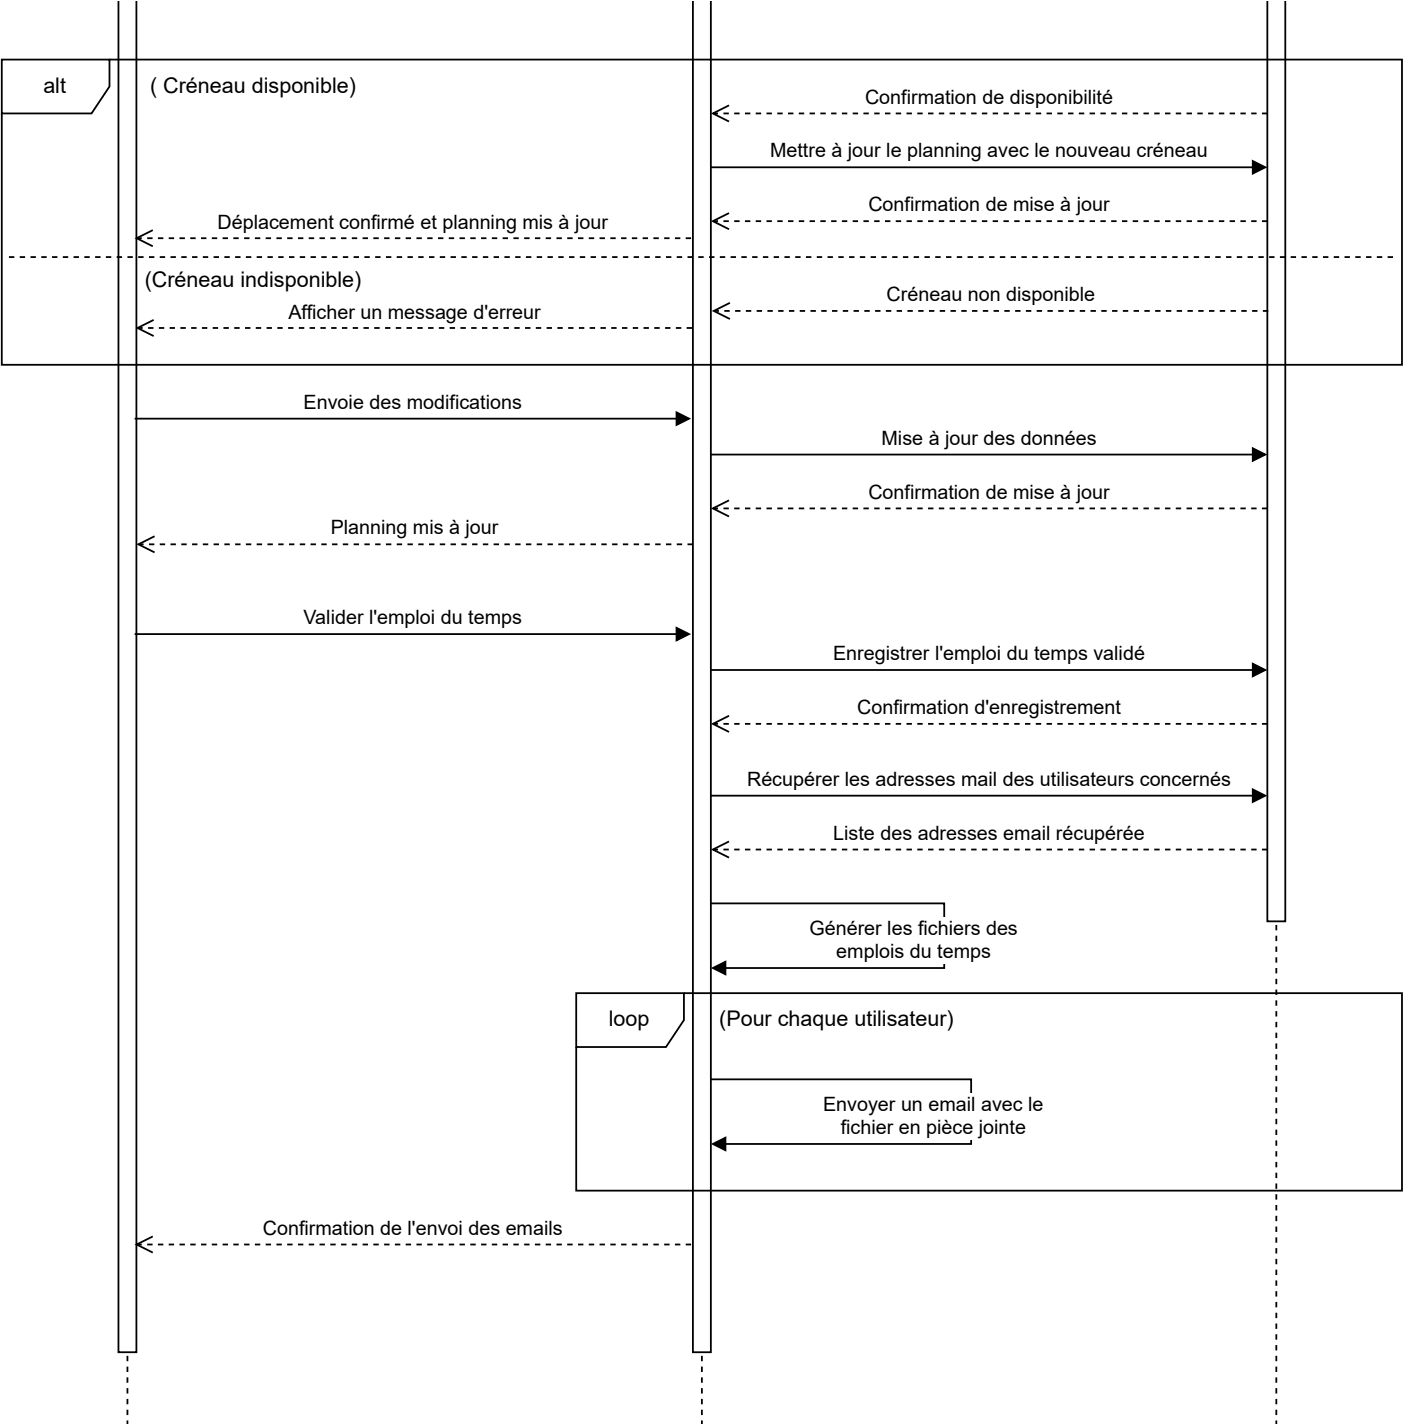 alt
( Créneau disponible)
Confirmation de disponibilité
Mettre à jour le planning avec le nouveau créneau
Confirmation de mise à jour
Déplacement confirmé et planning mis à jour
(Créneau indisponible)
Créneau non disponible
Afficher un message d'erreur
Envoie des modifications
Mise à jour des données
Confirmation de mise à jour
Planning mis à jour
Valider l'emploi du temps
Enregistrer l'emploi du temps validé
Confirmation d'enregistrement
Récupérer les adresses mail des utilisateurs concernés
Liste des adresses email récupérée
Générer les fichiers des
emplois du temps
loop
(Pour chaque utilisateur)
Envoyer un email avec le
fichier en pièce jointe
Confirmation de l'envoi des emails